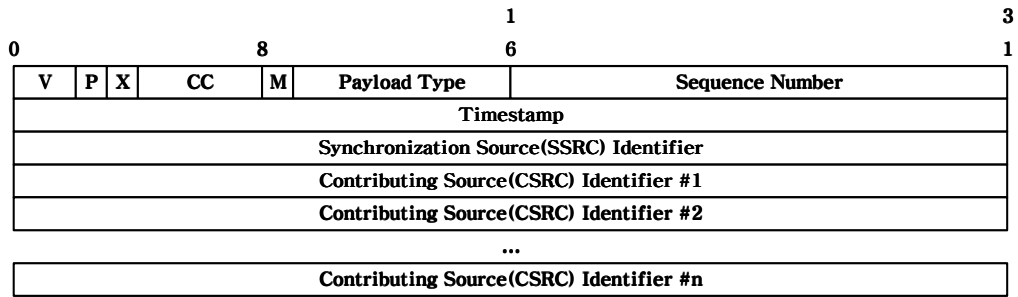 1 3
0 8 6 1
V P X CC M Payload Type Sequence Number
Timestamp
Synchronization Source(SSRC) Identifier
Contributing Source(CSRC) Identifier #1
Contributing Source(CSRC) Identifier #2
...
Contributing Source(CSRC) Identifier #n